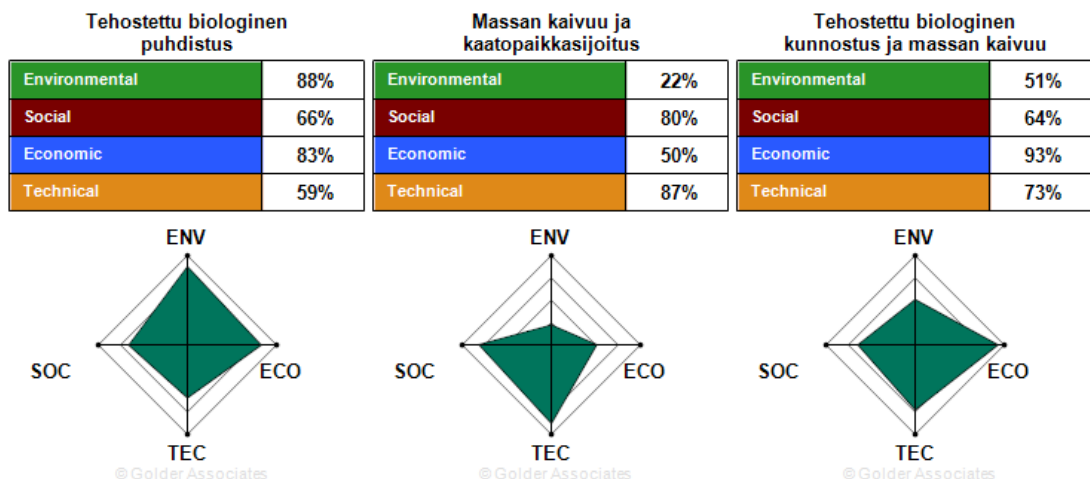 Tehostettu biologinen
puhdistus
Environmental 88%
Social 66%
Economic 83%
Technical 59%
ENV
SOC ECO
TEC
© Golder Associates
Massan kaivuu ja
kaatopaikkasijoitus
Environmental 22%
Social 80%
Economic 50%
Technical 87%
ENV
SOC ECO
TEC
© Golder Associates
Tehostettu biologinen
kunnostus ja massan kaivuu
Environmental 51%
Social 64%
Economic 93%
Technical 73%
ENV
SOC ECO
TEC
© Golder Associates